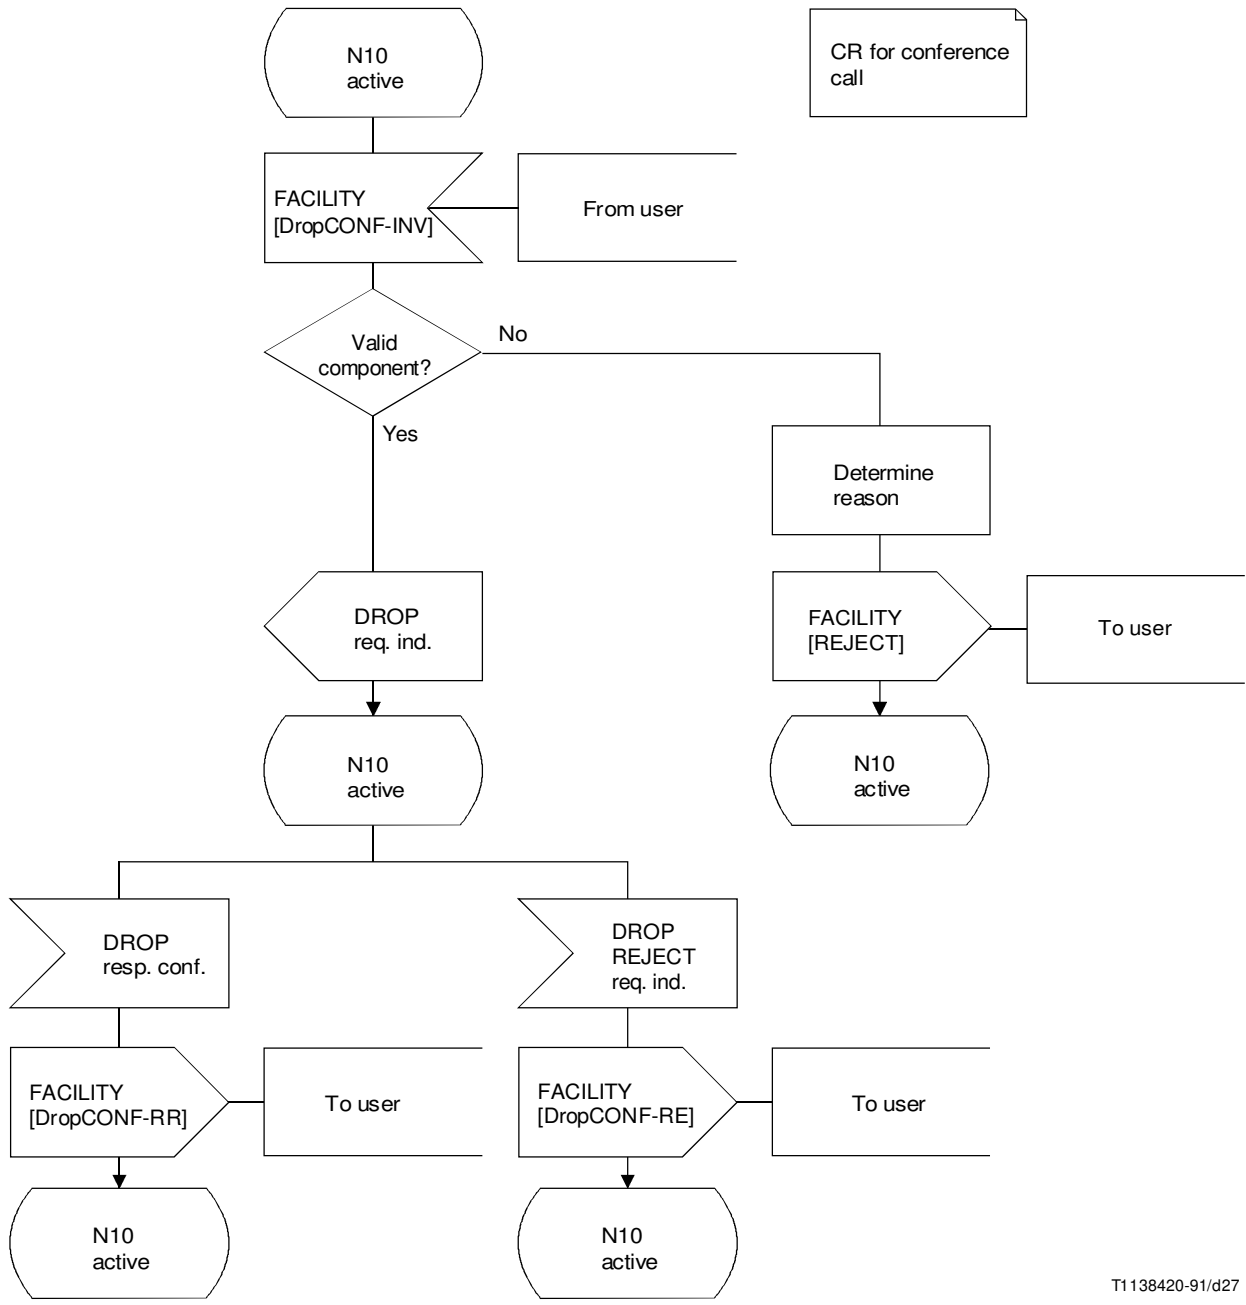 N10
active
CR for conference
call
FACILITY
[DropCONF-INV]
From user
Valid
component?
No
Yes
Determine
reason
DROP
req. ind.
FACILITY
[REJECT]
To user
N10
active
N10
active
DROP
resp. conf.
DROP
REJECT
req. ind.
FACILITY
[DropCONF-RR]
To user
FACILITY
[DropCONF-RE]
To user
N10
active
N10
active
T1138420-91/d27